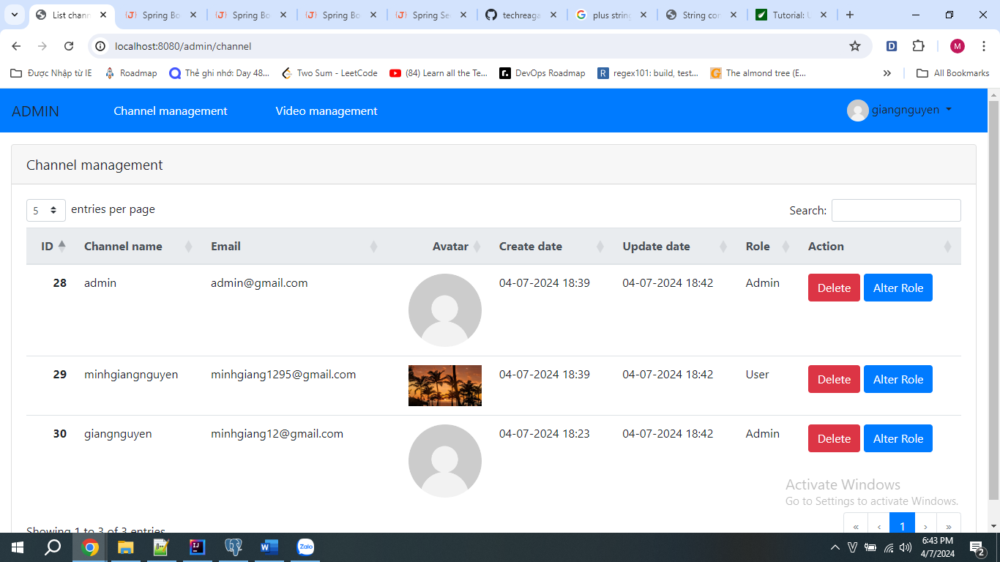 List chann
Spring Bo
Spring Bo
Spring Bo
Spring Se
techreaga
plus string
String con
Tutorial: U
localhost:8080/admin/channel
M
Được Nhập từ IE
Roadmap
Thẻ ghi nhớ: Day 48...
Two Sum - LeetCode
(84) Learn all the Te...
DevOps Roadmap
regex101: build, test...
The almond tree (E...
All Bookmarks
ADMIN Channel management Video management giangnguyen
Channel management
5 entries per page Search:
ID Channel name Email Avatar Create date Update date Role Action
28 admin admin@gmail.com 04-07-2024 18:39 04-07-2024 18:42 Admin Delete Alter Role
29 minhgiangnguyen minhgiang1295@gmail.com 04-07-2024 18:39 04-07-2024 18:42 User Delete Alter Role
30 giangnguyen minhgiang12@gmail.com 04-07-2024 18:23 04-07-2024 18:42 Admin Delete Alter Role
Activate Windows
Go to Settings to activate Windows.
Showing 1 to 3 of 3 entries
« ‹ 1 › »
Zalo
6:43 PM
4/7/2024
2